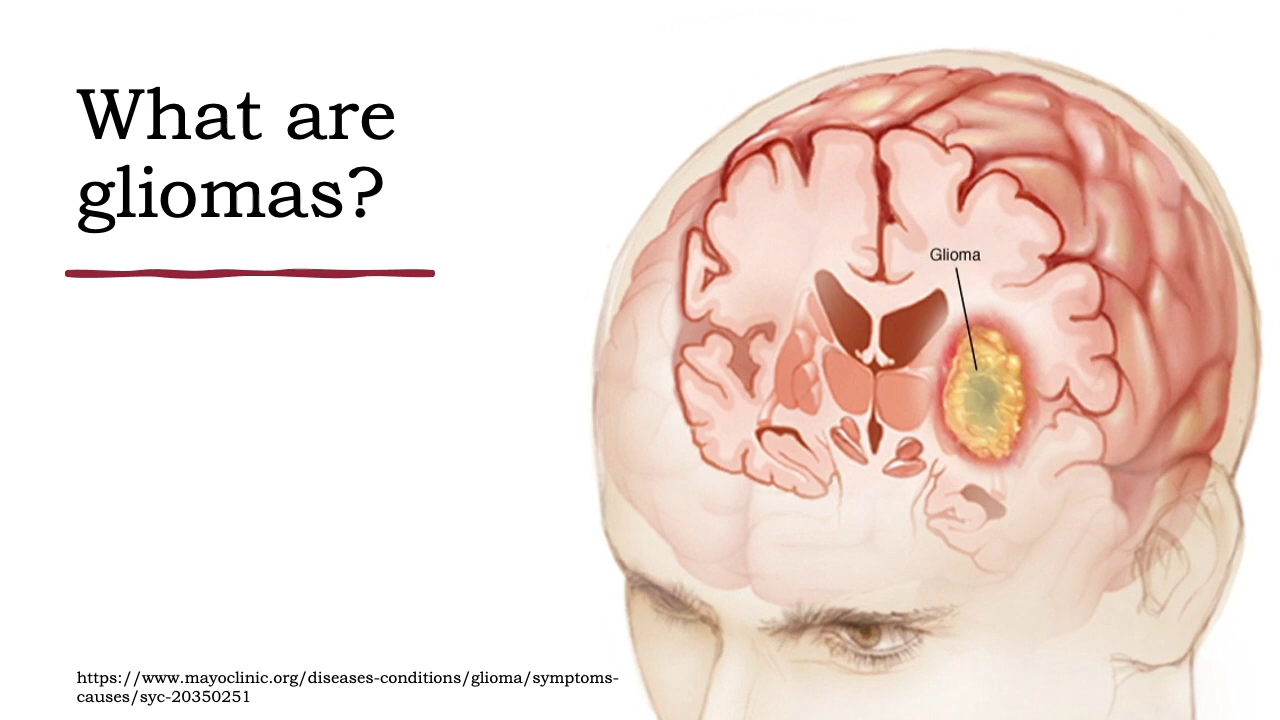 What are
gliomas?
Glioma
https://www.mayoclinic.org/diseases-conditions/glioma/symptoms-
causes/syc-20350251